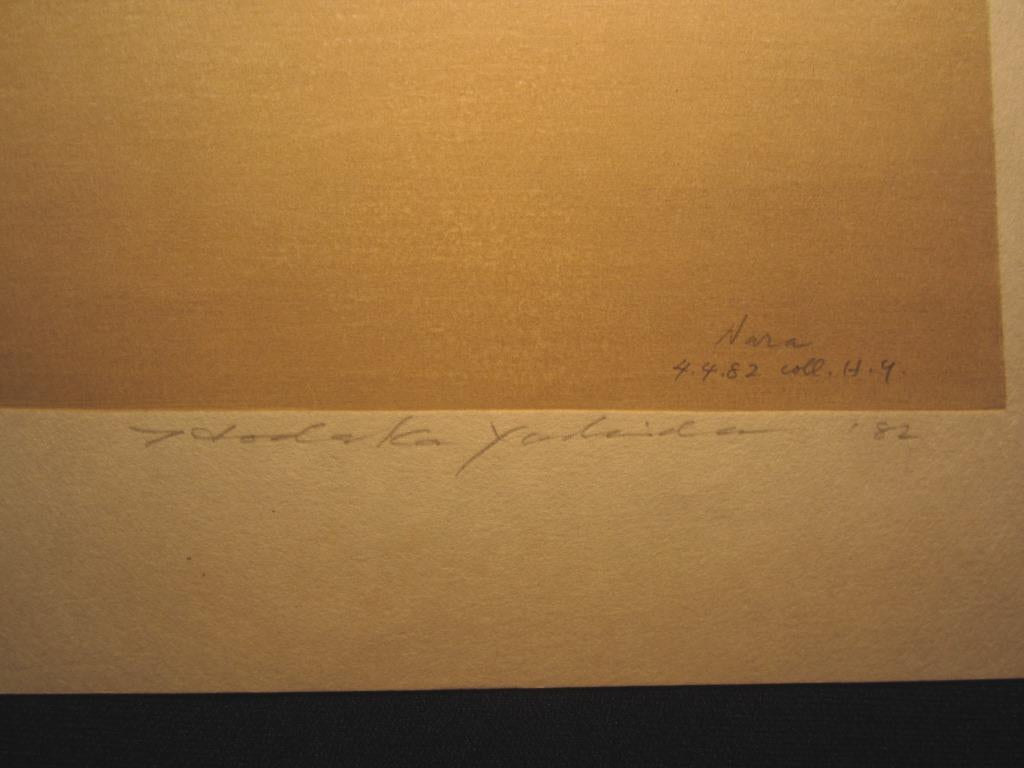 Nara
4.4.82 coll. H.Y.
Hodaka Yoshida '82